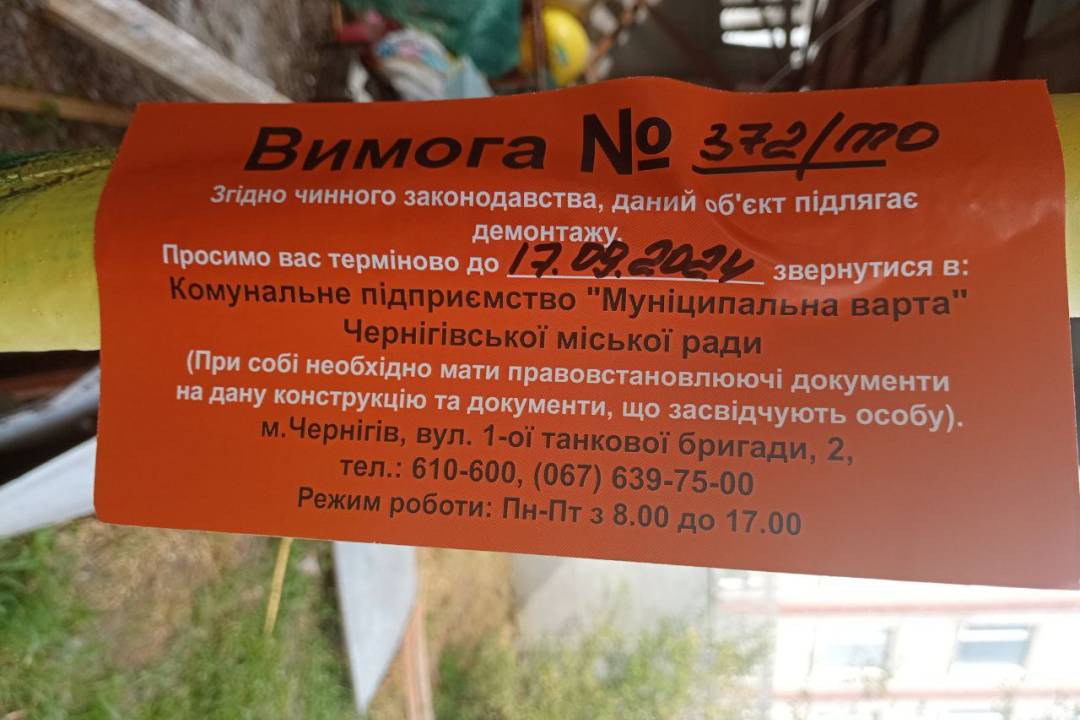 Вимога № 372/то
Згідно чинного законодавства, даний об'єкт підлягає
демонтажу.
Просимо вас терміново до 17.09.2024 звернутися в:
Комунальне підприємство "Муніципальна варта"
Чернігівської міської ради
(При собі необхідно мати правовстановлюючі документи
на дану конструкцію та документи, що засвідчують особу).
м.Чернігів, вул. 1-ої танкової бригади, 2,
тел.: 610-600, (067) 639-75-00
Режим роботи: Пн-Пт з 8.00 до 17.00